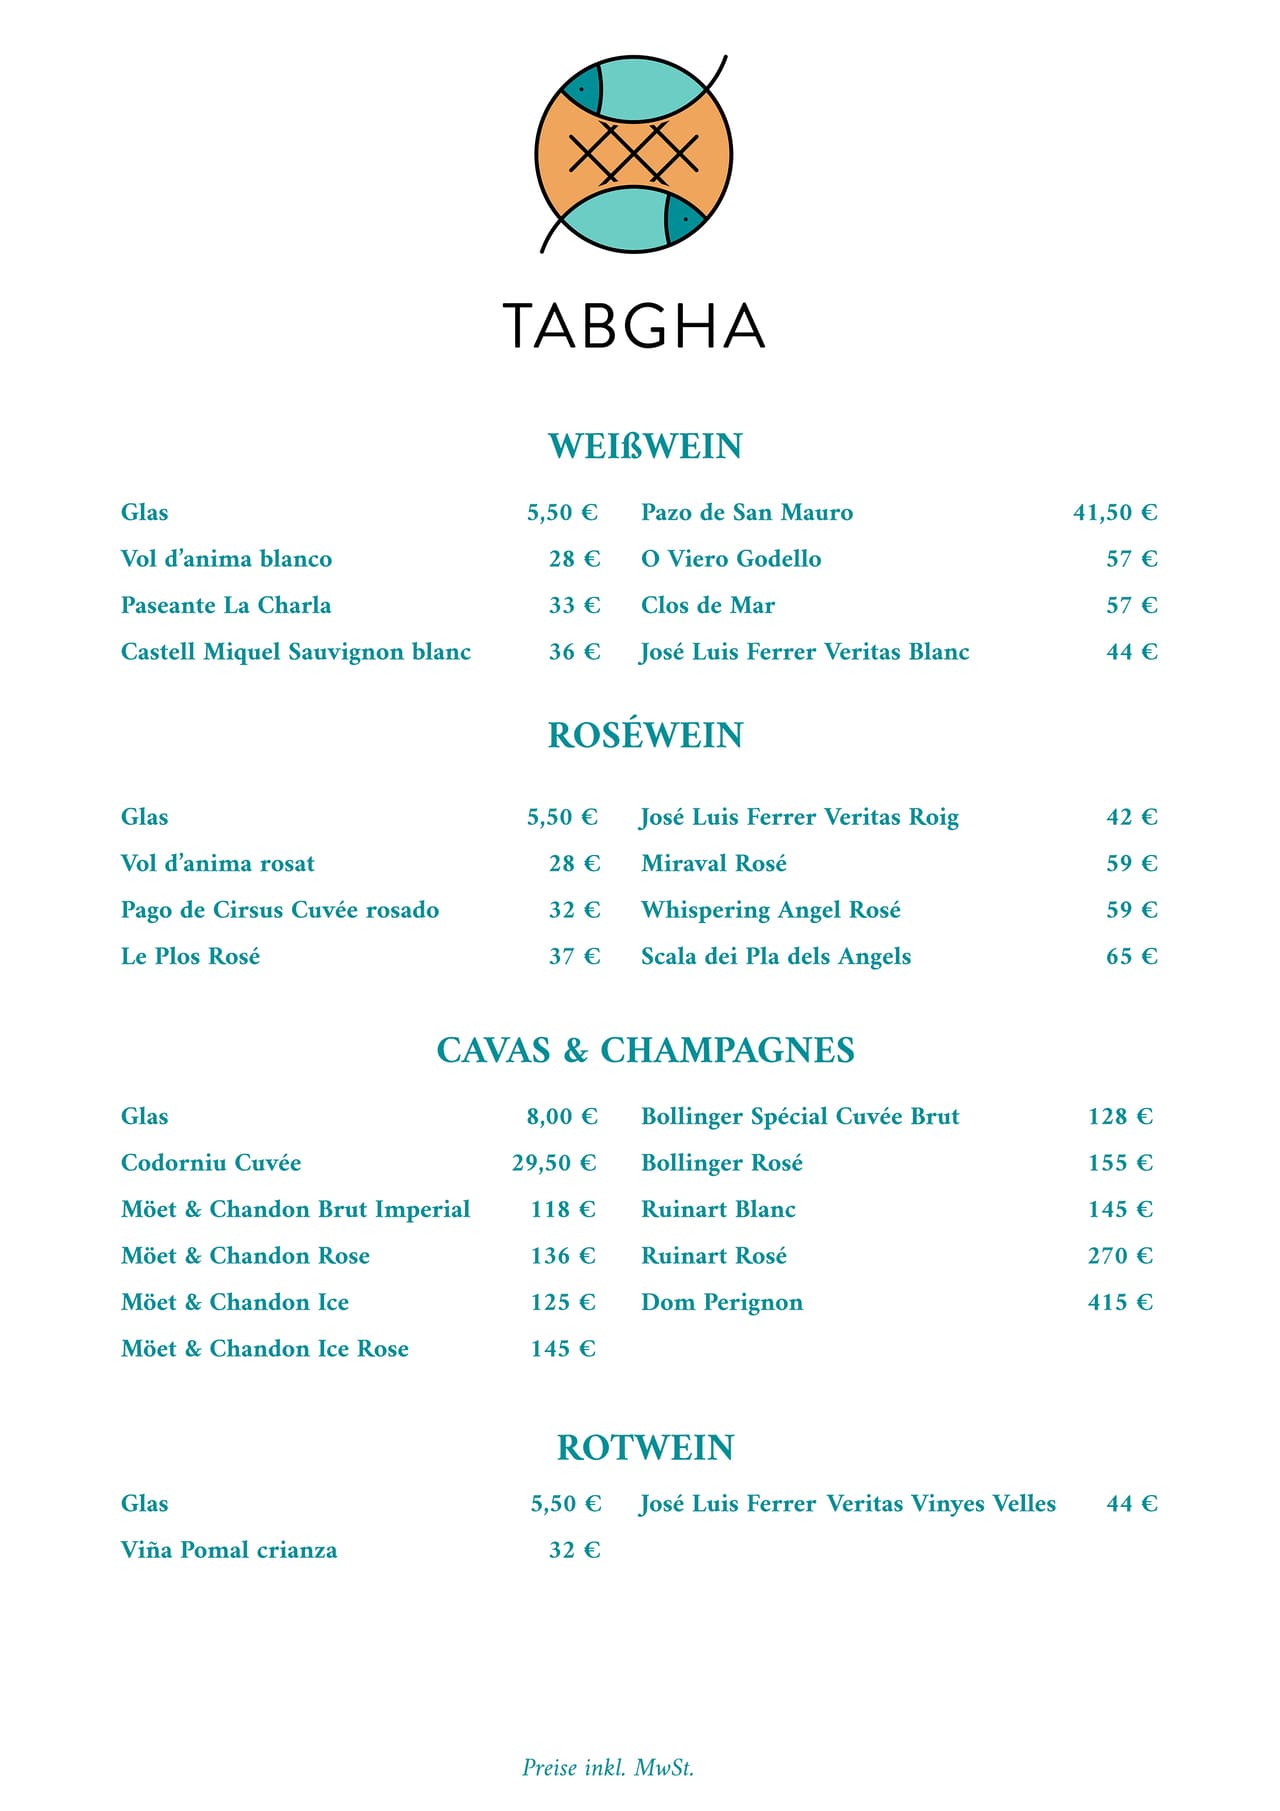 TABGHA
WEIßWEIN
Glas 5,50 €
Vol d’anima blanco 28 €
Paseante La Charla 33 €
Castell Miquel Sauvignon blanc 36 €
Pazo de San Mauro 41,50 €
O Viero Godello 57 €
Clos de Mar 57 €
José Luis Ferrer Veritas Blanc 44 €
ROSÉWEIN
Glas 5,50 €
Vol d’anima rosat 28 €
Pago de Cirsus Cuvée rosado 32 €
Le Plos Rosé 37 €
José Luis Ferrer Veritas Roig 42 €
Miraval Rosé 59 €
Whispering Angel Rosé 59 €
Scala dei Pla dels Angels 65 €
CAVAS & CHAMPAGNES
Glas 8,00 €
Codorniu Cuvée 29,50 €
Möet & Chandon Brut Imperial 118 €
Möet & Chandon Rose 136 €
Möet & Chandon Ice 125 €
Möet & Chandon Ice Rose 145 €
Bollinger Spécial Cuvée Brut 128 €
Bollinger Rosé 155 €
Ruinart Blanc 145 €
Ruinart Rosé 270 €
Dom Perignon 415 €
ROTWEIN
Glas 5,50 €
Viña Pomal crianza 32 €
José Luis Ferrer Veritas Vinyes Velles 44 €
Preise inkl. MwSt.